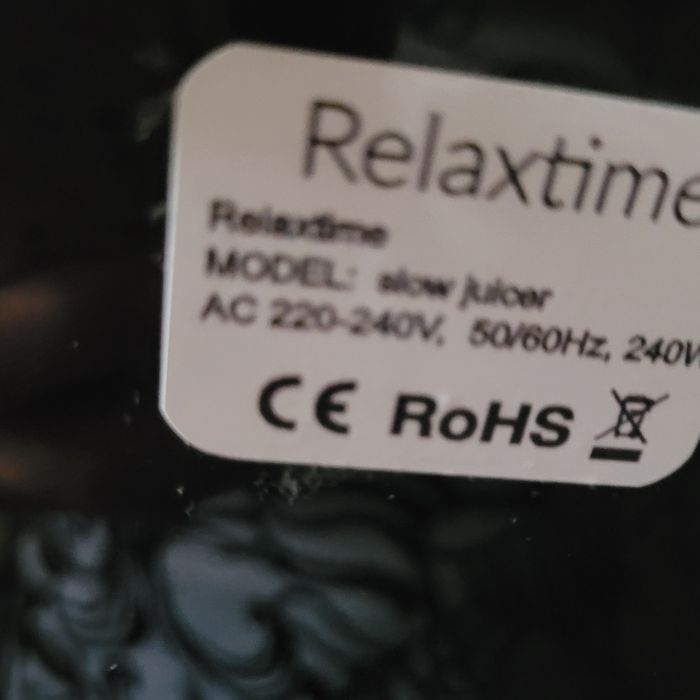 Relaxtime
Relaxtime
MODEL: slow juicer
AC 220-240V, 50/60Hz, 240W
CE RoHS